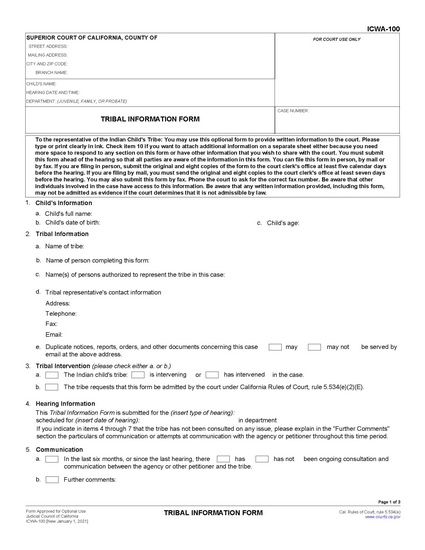 ICWA-100
SUPERIOR COURT OF CALIFORNIA, COUNTY OF
STREET ADDRESS:
MAILING ADDRESS:
CITY AND ZIP CODE:
BRANCH NAME:
FOR COURT USE ONLY
CHILD'S NAME:
HEARING DATE AND TIME:
DEPARTMENT (JUVENILE, FAMILY, OR PROBATE):
TRIBAL INFORMATION FORM
CASE NUMBER:
To the representative of the Indian Child's Tribe: You may use this optional form to provide written information to the court. Please
type or print clearly in ink. Check item 10 if you want to attach additional information on a separate sheet either because you need
more space to respond to any section on this form or have other information that you wish to share with the court. You must submit
this form ahead of the hearing so that all parties are aware of the information in this form. You can file this form in person, by mail or
by fax. If you are filing in person, submit the original and eight copies of the form to the court clerk's office at least five calendar days
before the hearing. If you are filing by mail, you must send the original and eight copies to the court clerk's office at least seven days
before the hearing. You may also submit this form by fax. Phone the court to ask for the correct fax number. Be aware that other
individuals involved in the case have access to this information. Be aware that any written information provided, including this form,
may not be admitted as evidence if the court determines that it is not admissible by law.
1. Child's Information
a. Child's full name:
b. Child's date of birth:
c. Child's age:
2. Tribal Information
a. Name of tribe:
b. Name of person completing this form:
c. Name(s) of persons authorized to represent the tribe in this case:
d. Tribal representative's contact information
Address:
Telephone:
Fax:
Email:
e. Duplicate notices, reports, orders, and other documents concerning this case may may not be served by
email at the above address.
3. Tribal Intervention (please check either a. or b.)
a. The Indian child's tribe: is intervening or has intervened in the case.
b. The tribe requests that this form be admitted by the court under California Rules of Court, rule 5.534(e)(2)(E).
4. Hearing Information
This Tribal Information Form is submitted for the (insert type of hearing):
scheduled for (insert date of hearing): in department
If you indicate in items 4 through 7 that the tribe has not been consulted on any issue, please explain in the "Further Comments"
section the particulars of communication or attempts at communication with the agency or petitioner throughout this time period.
5. Communication
a. In the last six months, or since the last hearing, there has has not been ongoing consultation and
communication between the agency or other petitioner and the tribe.
b. Further comments:
Page 1 of 3
Form Approved for Optional Use
Judicial Council of California
ICWA-100 [New January 1, 2021]
TRIBAL INFORMATION FORM
Cal. Rules of Court, rule 5.534(e)
www.courts.ca.gov